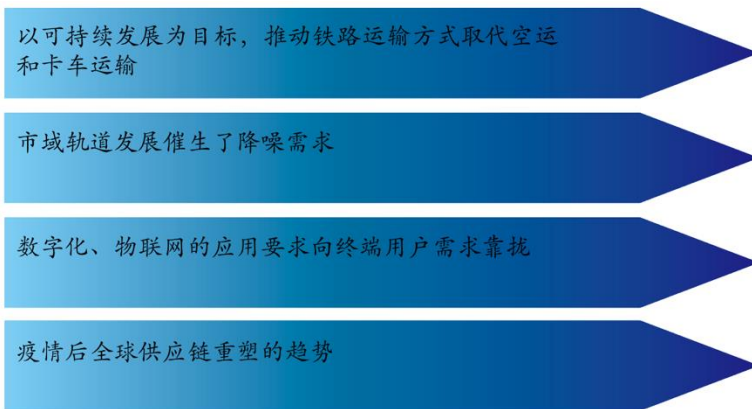 以可持续发展为目标，推动铁路运输方式取代空运
和卡车运输
市域轨道发展催生了降噪需求
数字化、物联网的应用要求向终端用户需求靠拢
疫情后全球供应链重塑的趋势